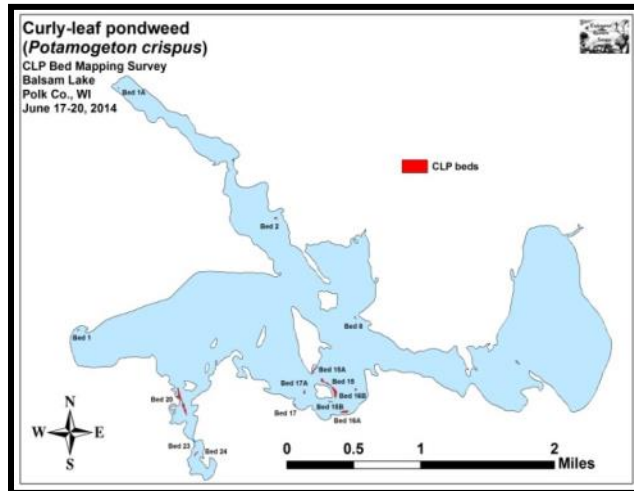 Curly-leaf pondweed
(Potamogeton crispus)
CLP Bed Mapping Survey
Balsam Lake
Polk Co., WI
June 17-20, 2014
Bed 1A
CLP beds
Bed 2
Bed 8
Bed 1
Bed 15A
Bed 17A
Bed 15
Bed 16B
Bed 20
Bed 15B
Bed 17
Bed 16A
Bed 23
Bed 24
N
W
E
S
0
0.5
1
2
Miles